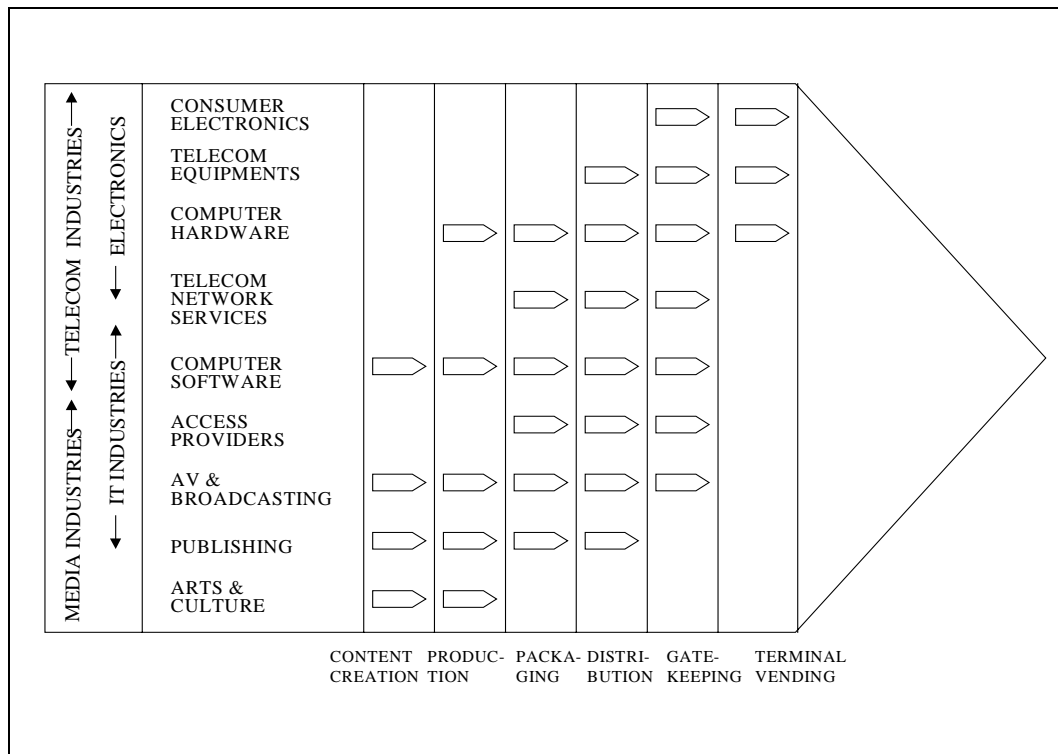 MEDIA INDUSTRIES
TELECOM INDUSTRIES
IT INDUSTRIES
ELECTRONICS
CONSUMER
ELECTRONICS
TELECOM
EQUIPMENTS
COMPUTER
HARDWARE
TELECOM
NETWORK
SERVICES
COMPUTER
SOFTWARE
ACCESS
PROVIDERS
AV &
BROADCASTING
PUBLISHING
ARTS &
CULTURE
CONTENT
CREATION
PRODUC-
TION
PACKA-
GING
DISTRI-
BUTION
GATE-
KEEPING
TERMINAL
VENDING